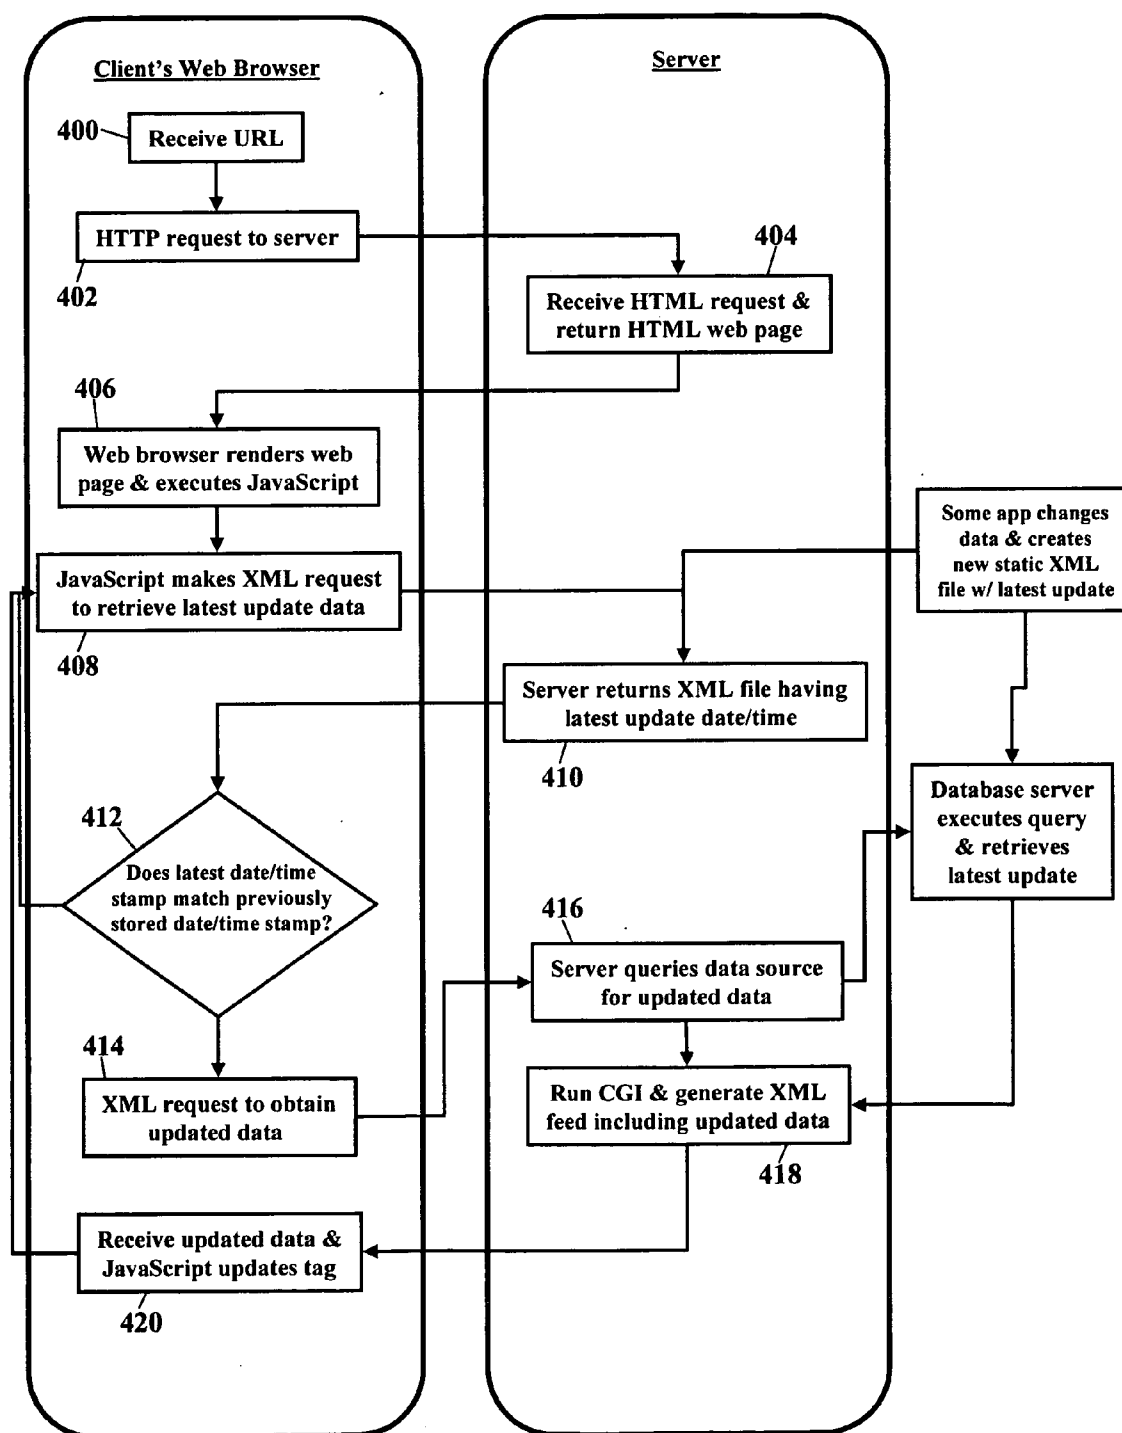 Client's Web Browser
Server
400
Receive URL
HTTP request to server
402
404
Receive HTML request &
return HTML web page
406
Web browser renders web
page & executes JavaScript
Some app changes
data & creates
new static XML
file w/ latest update
JavaScript makes XML request
to retrieve latest update data
408
Server returns XML file having
latest update date/time
410
412
Does latest date/time
stamp match previously
stored date/time stamp?
Database server
executes query
& retrieves
latest update
416
Server queries data source
for updated data
414
XML request to obtain
updated data
Run CGI & generate XML
feed including updated data
418
Receive updated data &
JavaScript updates tag
420